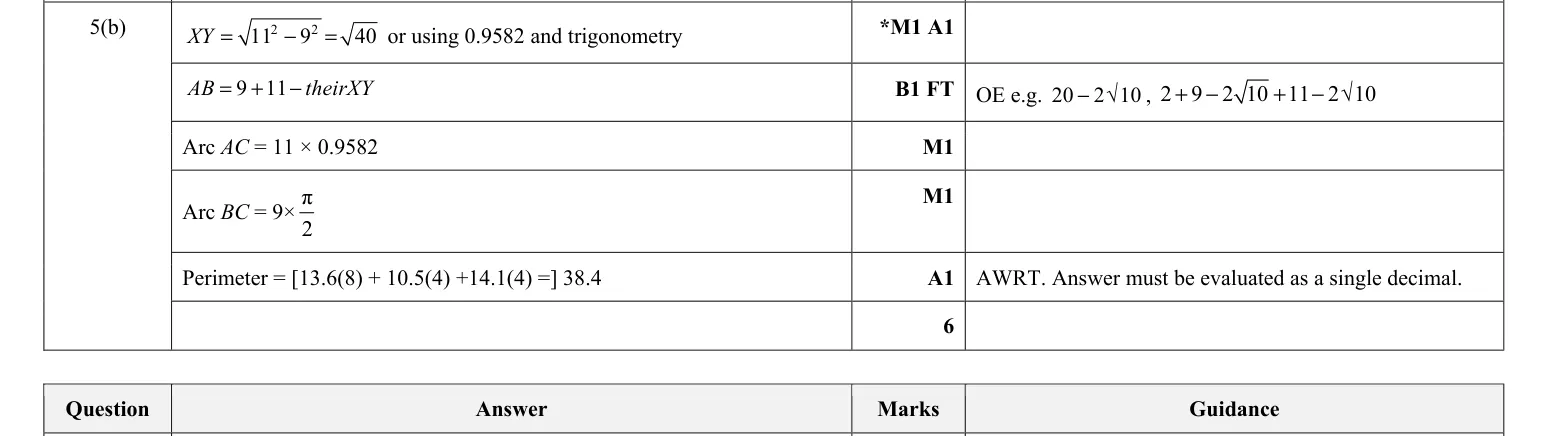 5(b) XY = √(11² − 9²) = √40 or using 0.9582 and trigonometry *M1 A1
AB = 9 + 11 − theirXY B1 FT OE e.g. 20 − 2√10 , 2 + 9 − 2√10 + 11 − 2√10
Arc AC = 11 × 0.9582 M1
Arc BC = 9× π/2 M1
Perimeter = [13.6(8) + 10.5(4) +14.1(4) =] 38.4 A1 AWRT. Answer must be evaluated as a single decimal.
6
Question Answer Marks Guidance